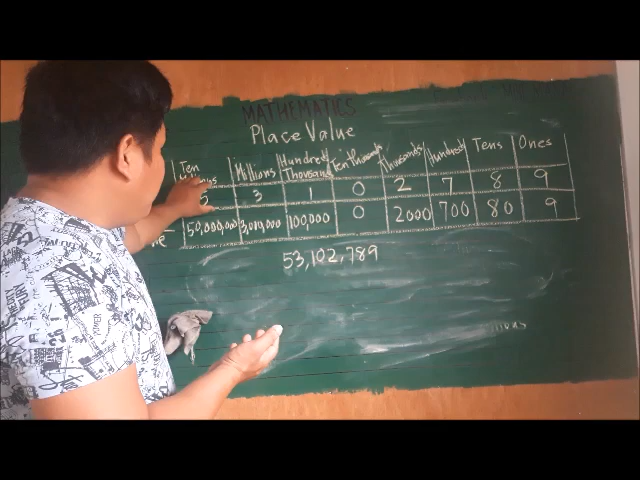 MATHEMATICS
Place Value
Ten Millions Hundred Thousands Ten Thousands Thousands Hundreds Tens Ones
5 3 1 0 2 7 8 9
50,000,000 3,000,000 100,000 0 2000 700 80 9
53,102,789